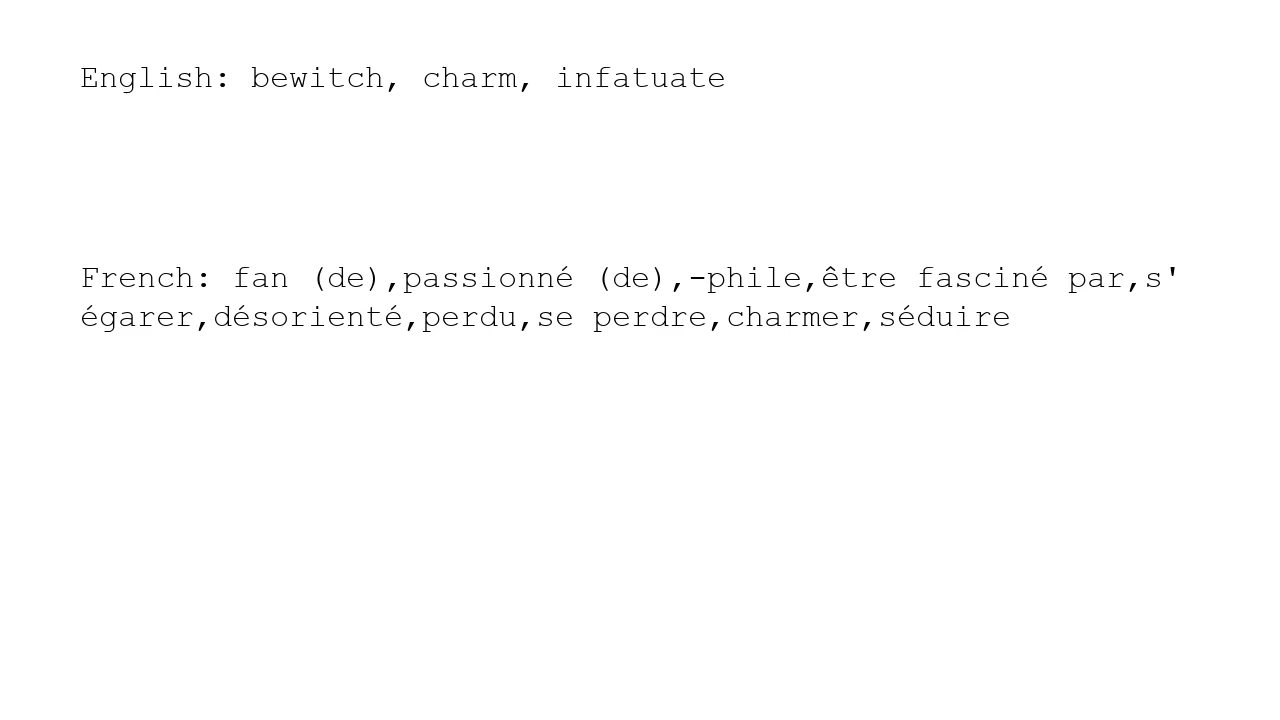 English: bewitch, charm, infatuate
French: fan (de),passionné (de),-phile,être fasciné par,s'
égarer,désorienté,perdu,se perdre,charmer,séduire